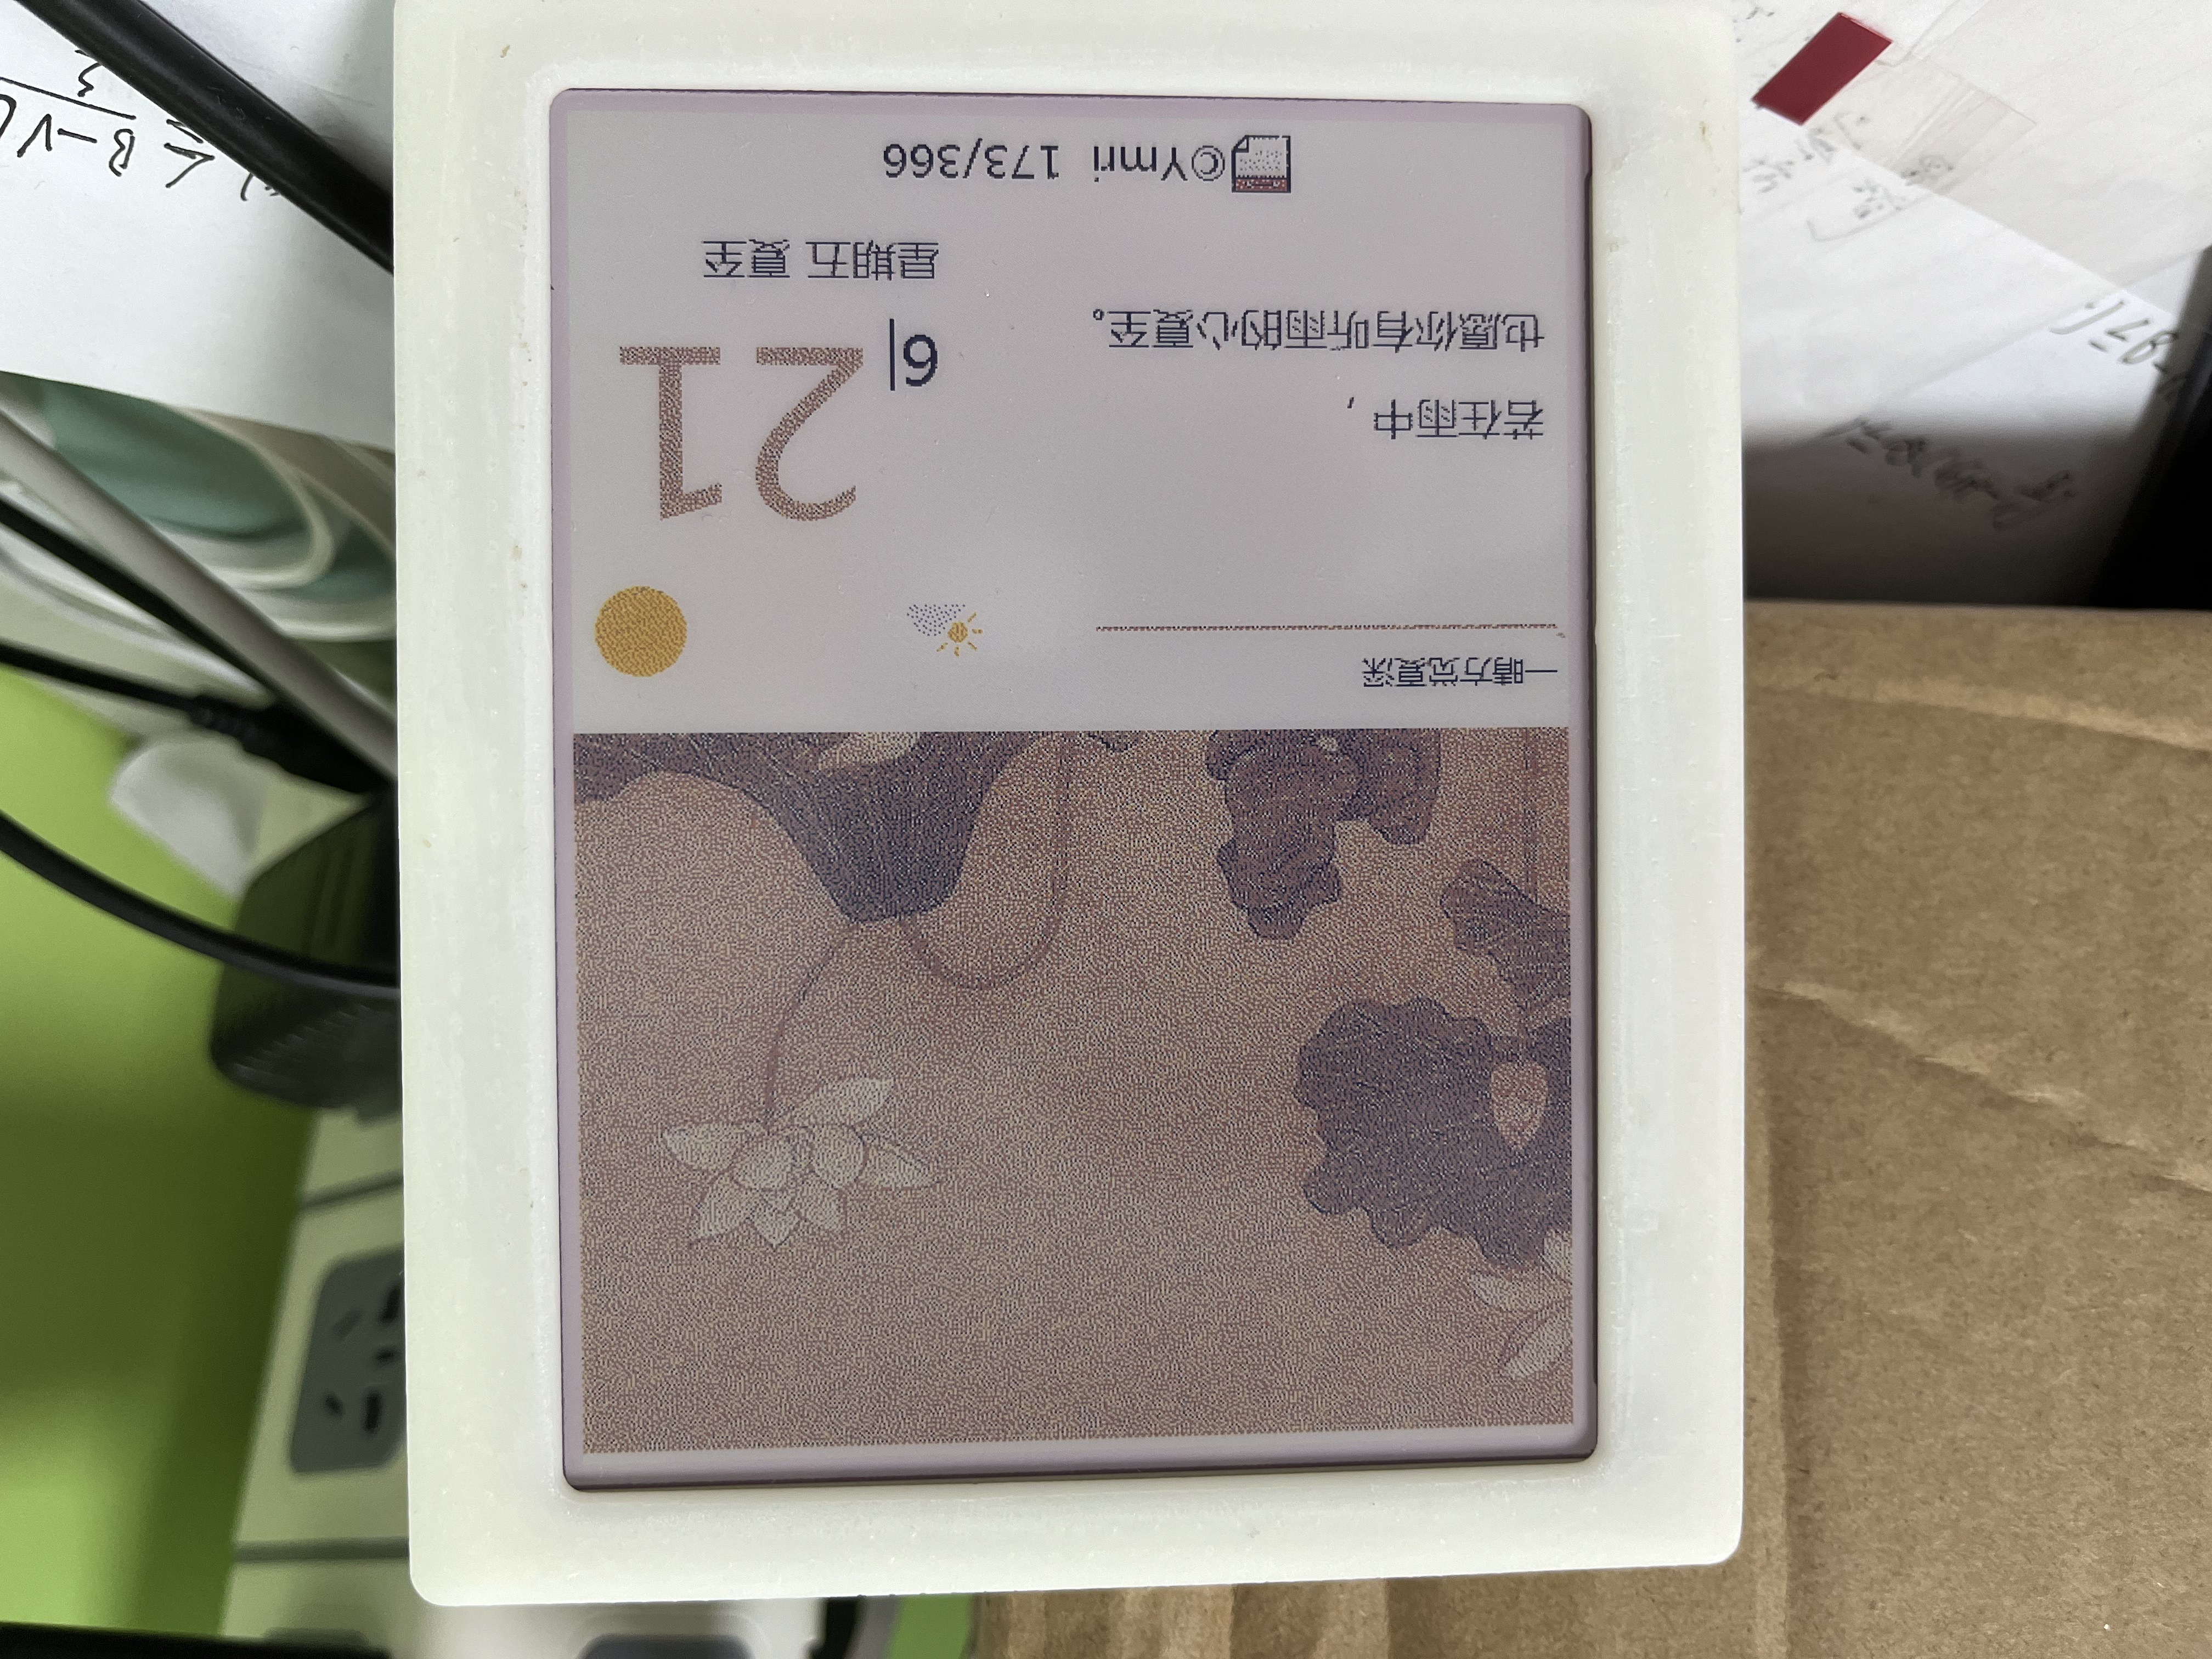 一晴方觉夏深
21
6|
若在雨中，
也愿你有听雨的心夏至。
星期五 夏至
©Ymri 173/366
≤ B-V
3